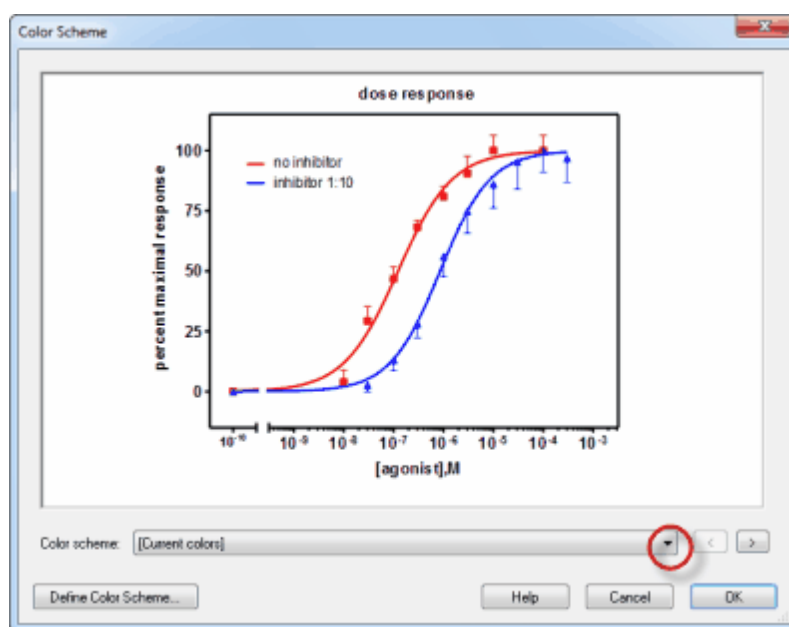 Color Scheme
dose response
100
75
50
25
0
percent maximal response
no inhibitor
inhibitor 1:10
10⁻¹⁰ 10⁻⁹ 10⁻⁸ 10⁻⁷ 10⁻⁶ 10⁻⁵ 10⁻⁴ 10⁻³
[agonist],M
Color scheme: [Current colors] < >
Define Color Scheme... Help Cancel OK